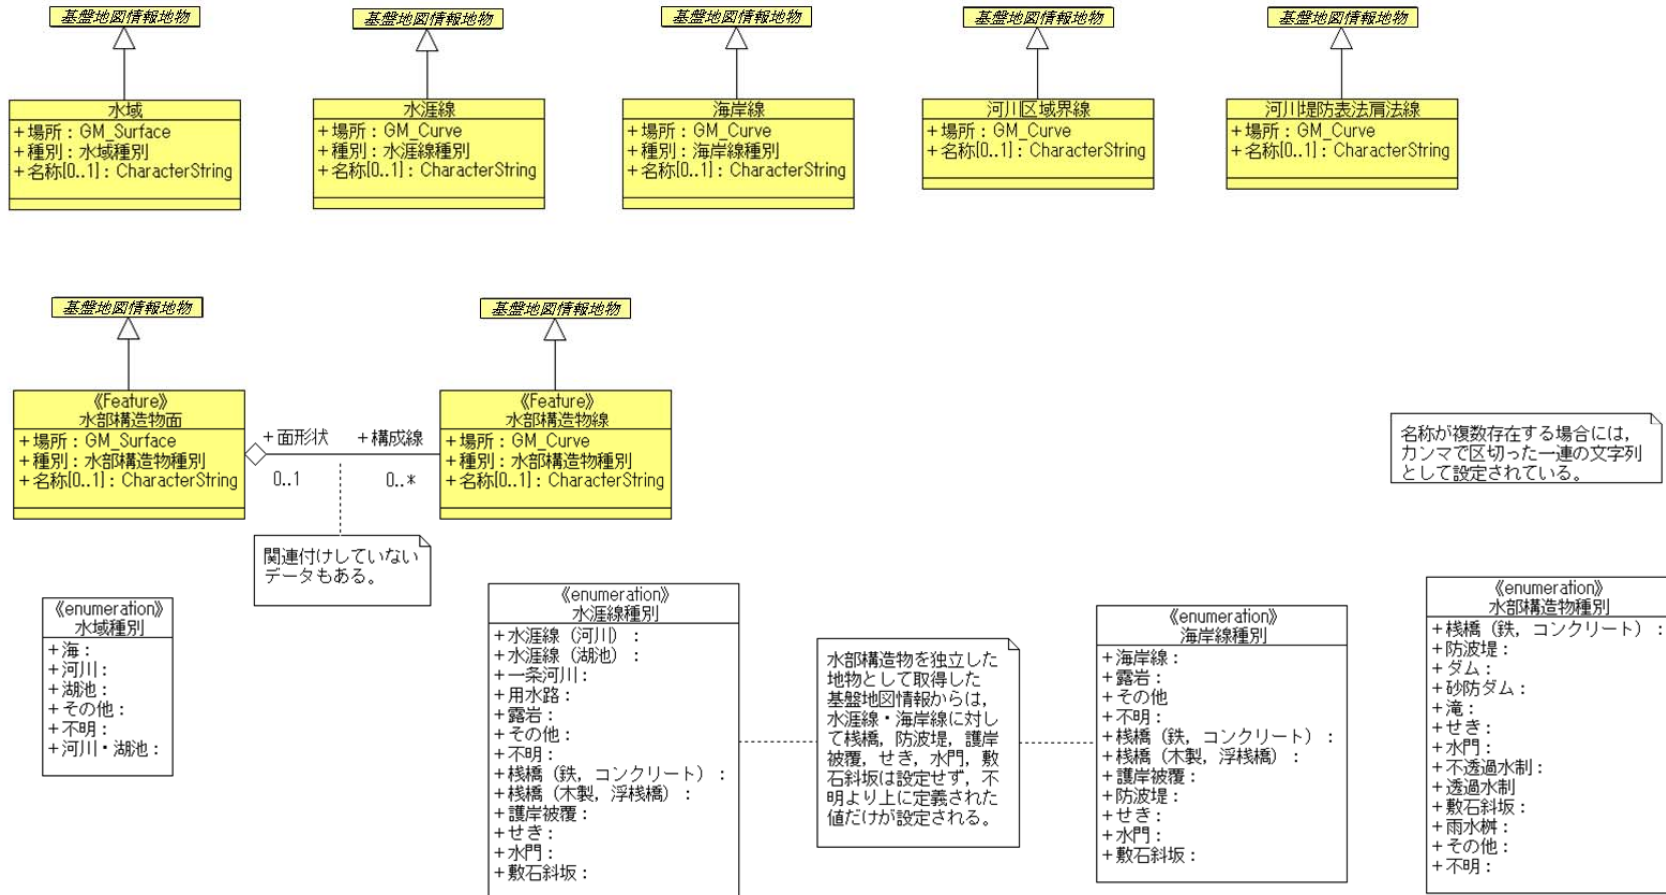 基盤地図情報地物
基盤地図情報地物
基盤地図情報地物
基盤地図情報地物
基盤地図情報地物
水域
+場所：GM_Surface
+種別：水域種別
+名称[0..1]：CharacterString
水涯線
+場所：GM_Curve
+種別：水涯線種別
+名称[0..1]：CharacterString
海岸線
+場所：GM_Curve
+種別：海岸線種別
+名称[0..1]：CharacterString
河川区域界線
+場所：GM_Curve
+名称[0..1]：CharacterString
河川堤防表法肩法線
+場所：GM_Curve
+名称[0..1]：CharacterString
基盤地図情報地物
基盤地図情報地物
《Feature》
水部構造物面
+場所：GM_Surface
+種別：水部構造物種別
+名称[0..1]：CharacterString
+面形状
0..1
+構成線
0..*
《Feature》
水部構造物線
+場所：GM_Curve
+種別：水部構造物種別
+名称[0..1]：CharacterString
関連付けしていない
データもある。
名称が複数存在する場合には，
カンマで区切った一連の文字列
として設定されている。
《enumeration》
水域種別
+海：
+河川：
+湖池：
+その他：
+不明：
+河川・湖池：
《enumeration》
水涯線種別
+水涯線（河川）：
+水涯線（湖池）：
+一条河川：
+用水路：
+露岩：
+その他：
+不明：
+桟橋（鉄，コンクリート）：
+桟橋（木製，浮桟橋）：
+護岸被覆：
+せき：
+水門：
+敷石斜坂：
水部構造物を独立した
地物として取得した
基盤地図情報からは，
水涯線・海岸線に対し
て桟橋，防波堤，護岸
被覆，せき，水門，敷
石斜坂は設定せず，不
明より上に定義された
値だけが設定される。
《enumeration》
海岸線種別
+海岸線：
+露岩：
+その他
+不明：
+桟橋（鉄，コンクリート）：
+桟橋（木製，浮桟橋）：
+護岸被覆：
+防波堤：
+せき：
+水門：
+敷石斜坂：
《enumeration》
水部構造物種別
+桟橋（鉄，コンクリート）：
+防波堤：
+ダム：
+砂防ダム：
+滝：
+せき：
+水門：
+不透過水制：
+透過水制
+敷石斜坂：
+雨水桝：
+その他：
+不明：